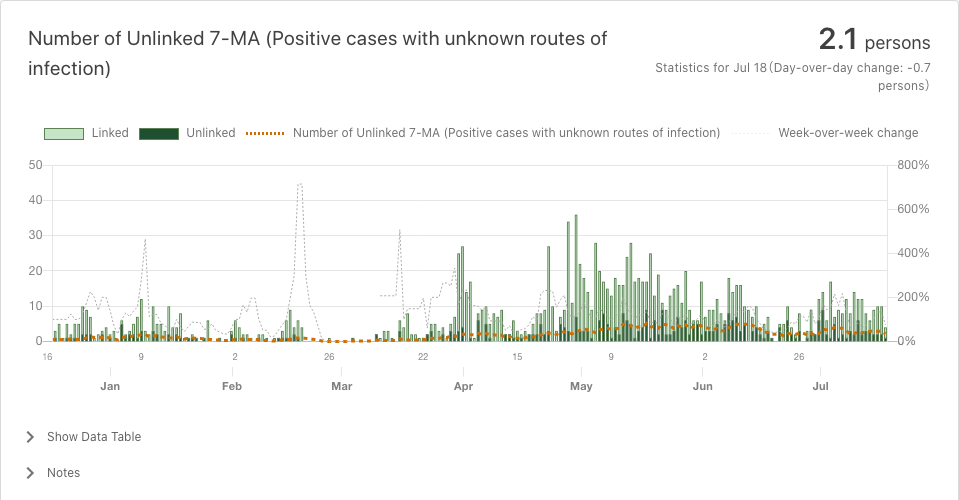 Number of Unlinked 7-MA (Positive cases with unknown routes of
infection)
2.1 persons
Statistics for Jul 18(Day-over-day change: -0.7
persons)
Linked Unlinked Number of Unlinked 7-MA (Positive cases with unknown routes of infection) Week-over-week change
50 800%
40 600%
30 400%
20 200%
10 0%
0
16 9 2 26 22 15 9 2 26
Jan Feb Mar Apr May Jun Jul
Show Data Table
Notes